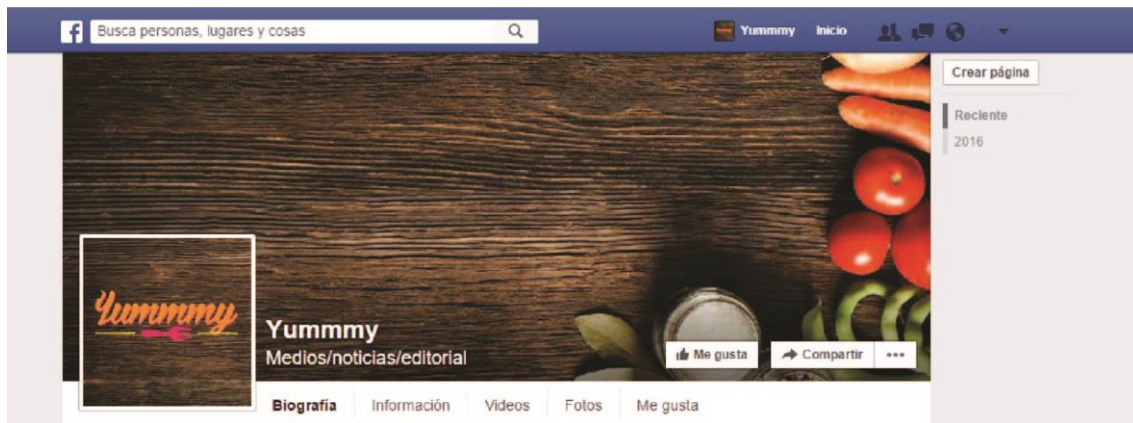 f Busca personas, lugares y cosas Yummmy Inicio
Crear página
Reciente
2016
Yummmy
Yummmy
Medios/noticias/editorial
Me gusta Compartir
Biografía Información Videos Fotos Me gusta